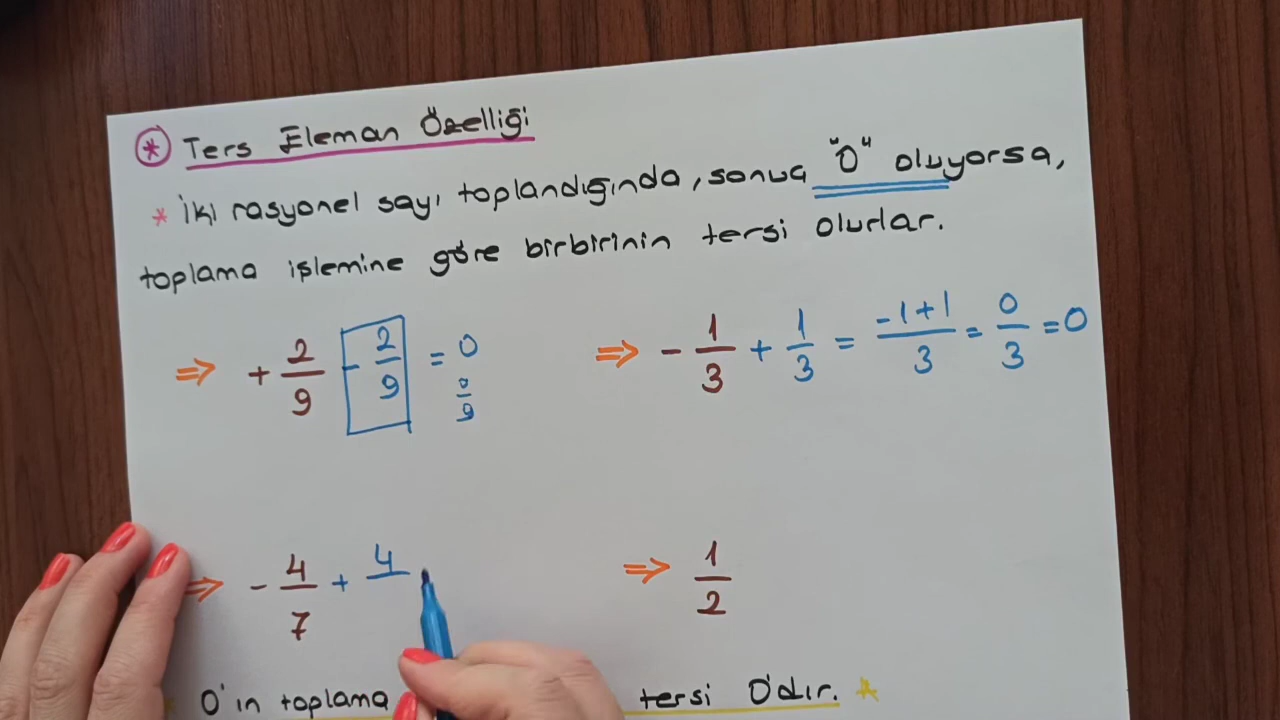 * Ters Eleman Özelliği
* İki rasyonel sayı toplandığında, sonuç "0" oluyorsa,
toplama işlemine göre birbirinin tersi olurlar.
⇒ + 2/9 - 2/9 = 0 0/9
⇒ - 1/3 + 1/3 = -1+1/3 = 0/3 = 0
⇒ - 4/7 + 4
⇒ 1/2
0'ın toplama tersi 0'dır. *